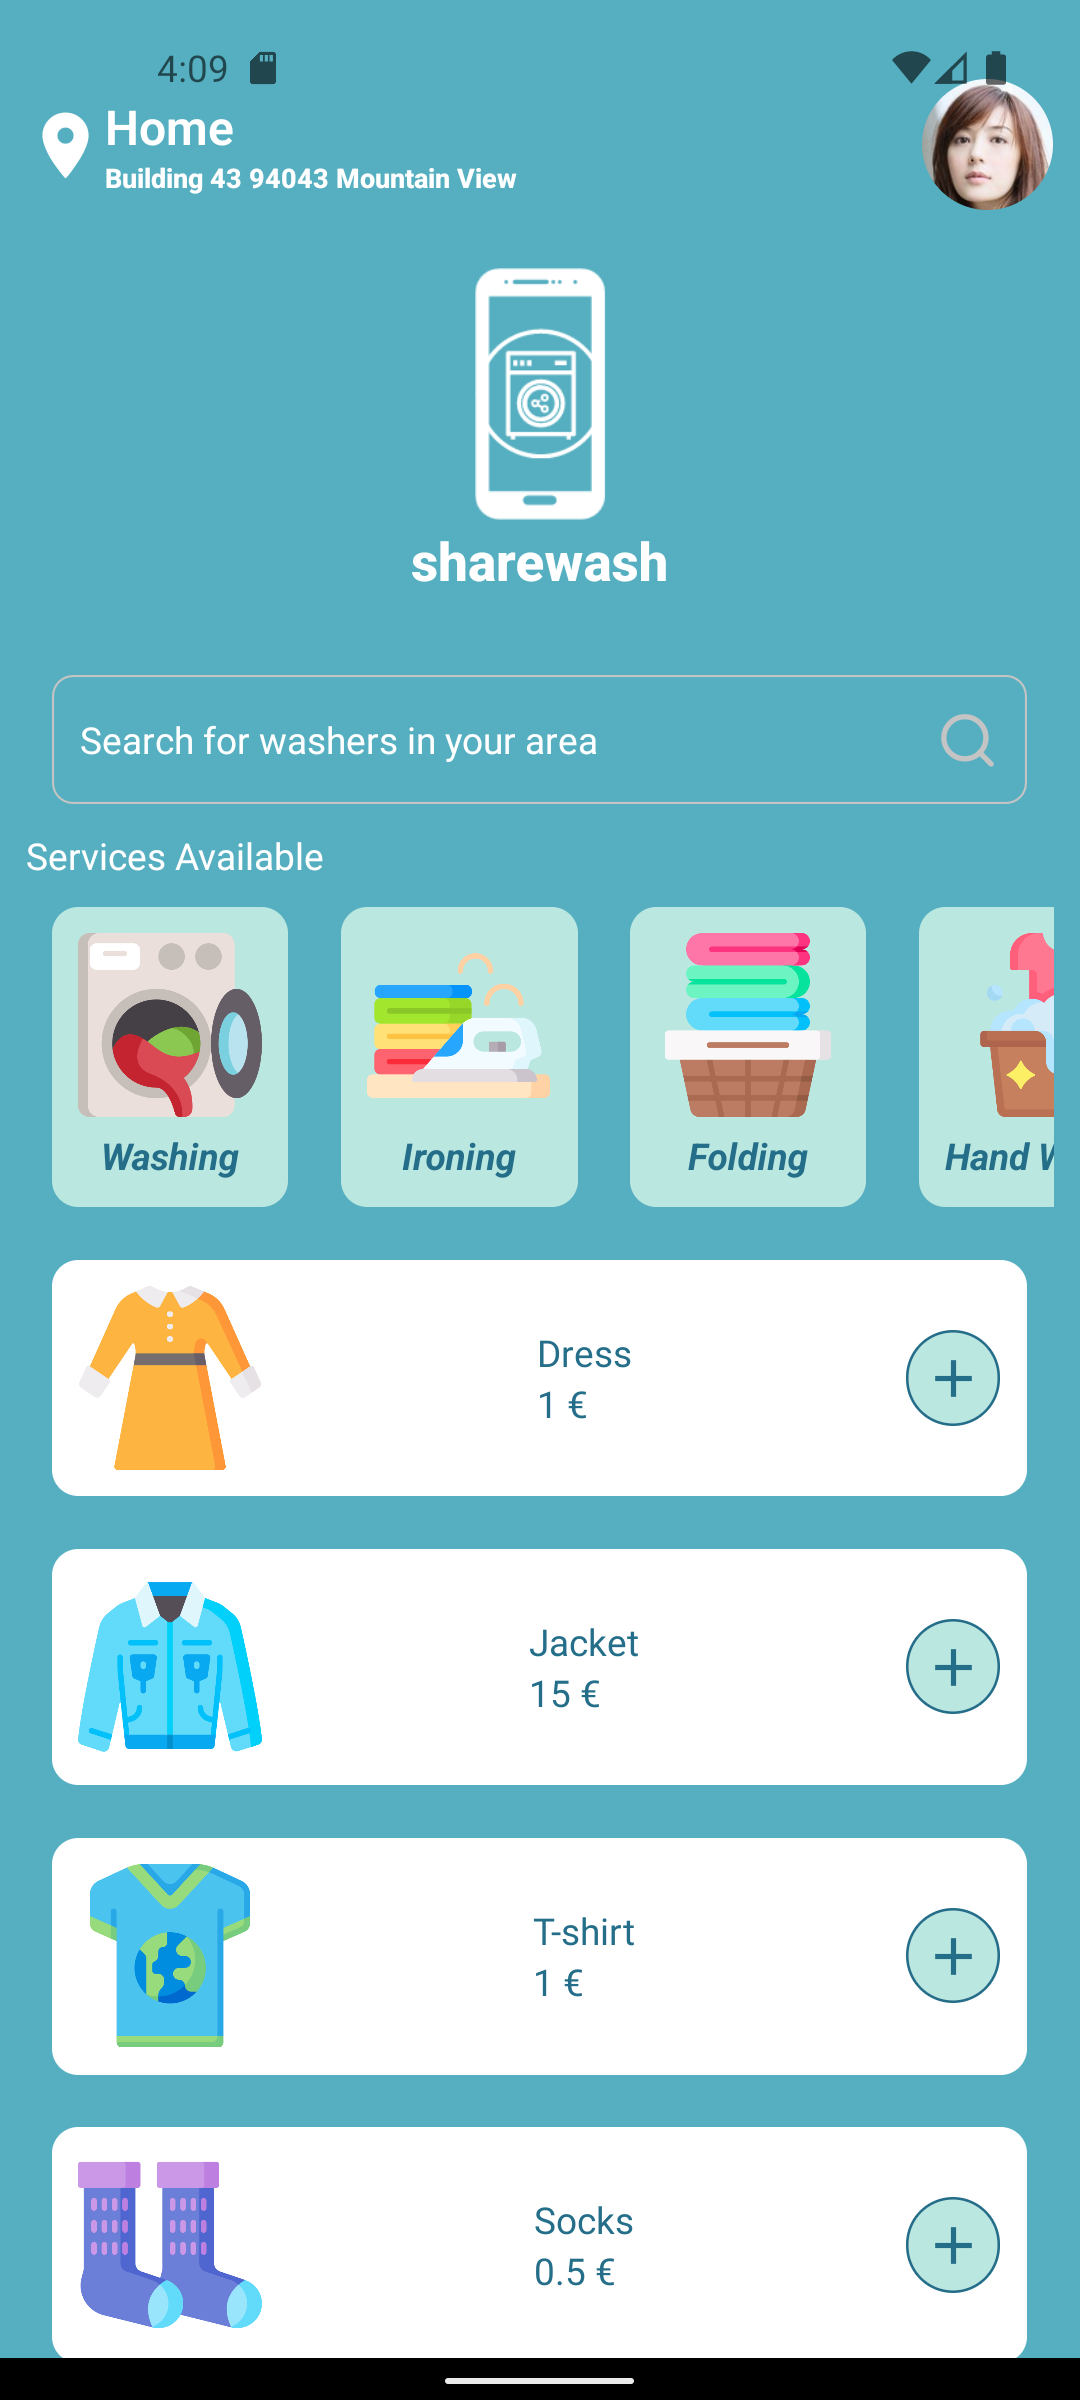 4:09
Home
Building 43 94043 Mountain View
sharewash
Search for washers in your area
Services Available
Washing
Ironing
Folding
Hand
Dress
1 €
Jacket
15 €
T-shirt
1 €
Socks
0.5 €